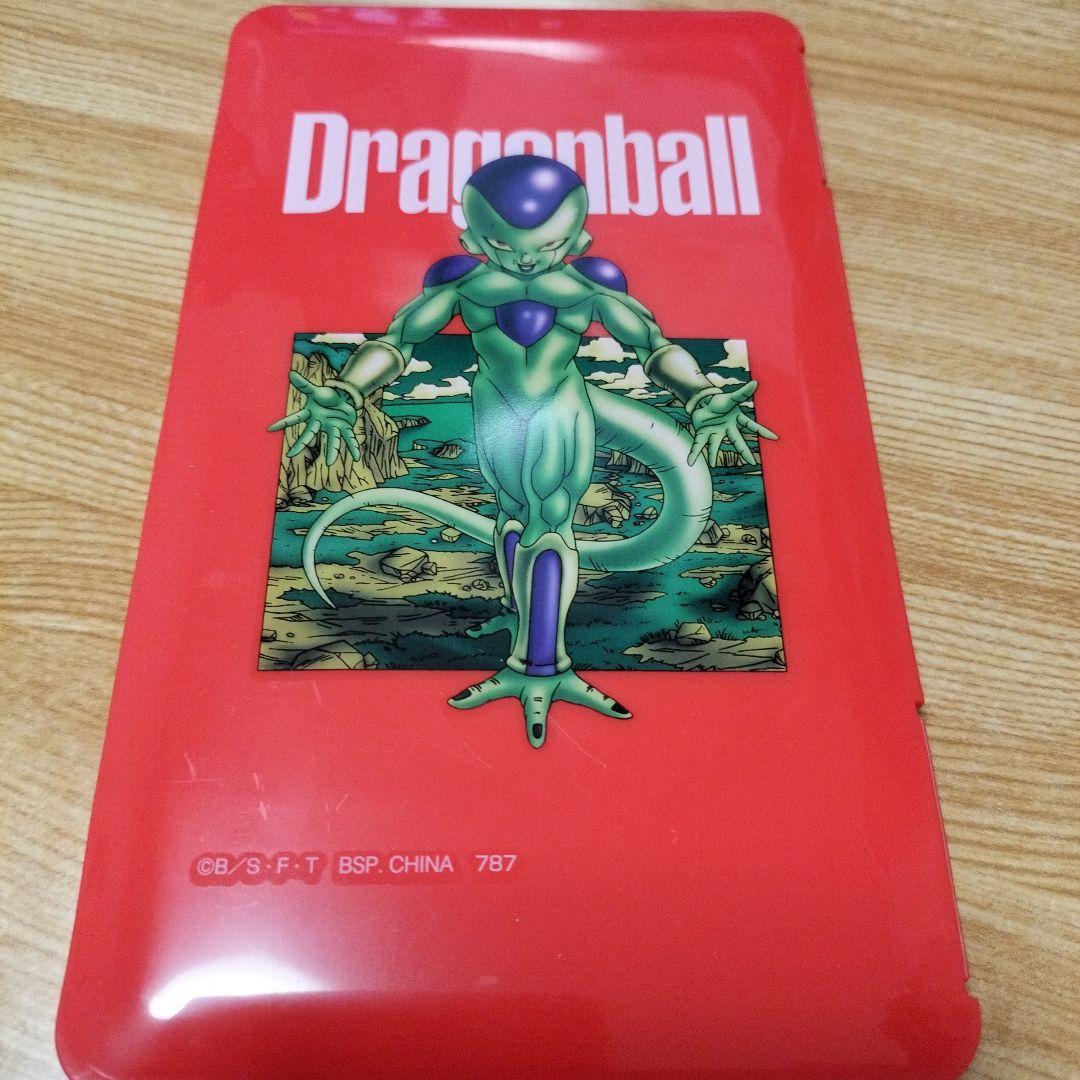 Dragonball
©B／S・F・T BSP. CHINA 787